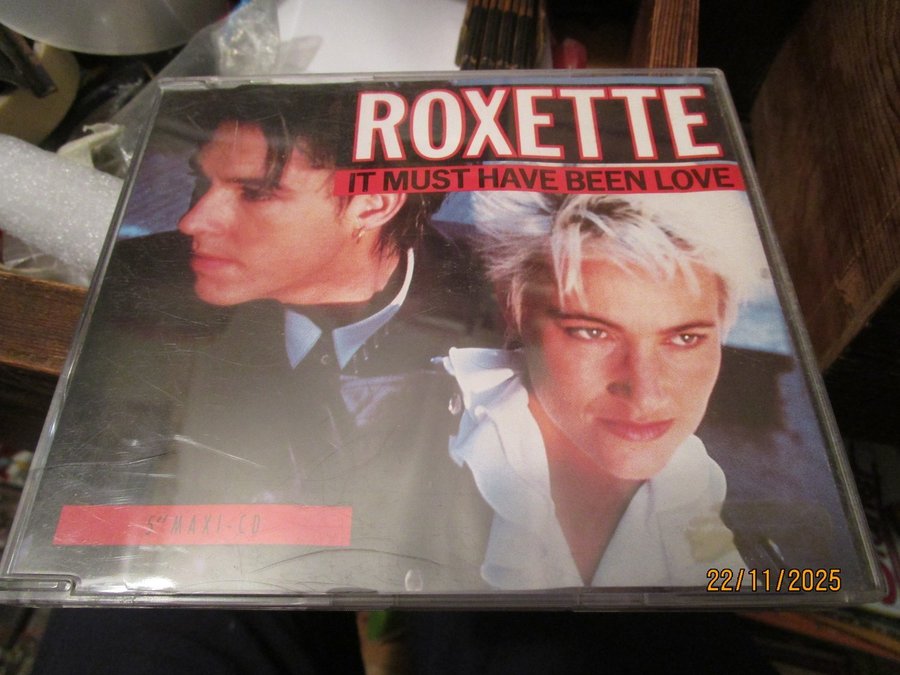 ROXETTE
IT MUST HAVE BEEN LOVE
5" MAXI-CD
22/11/2025